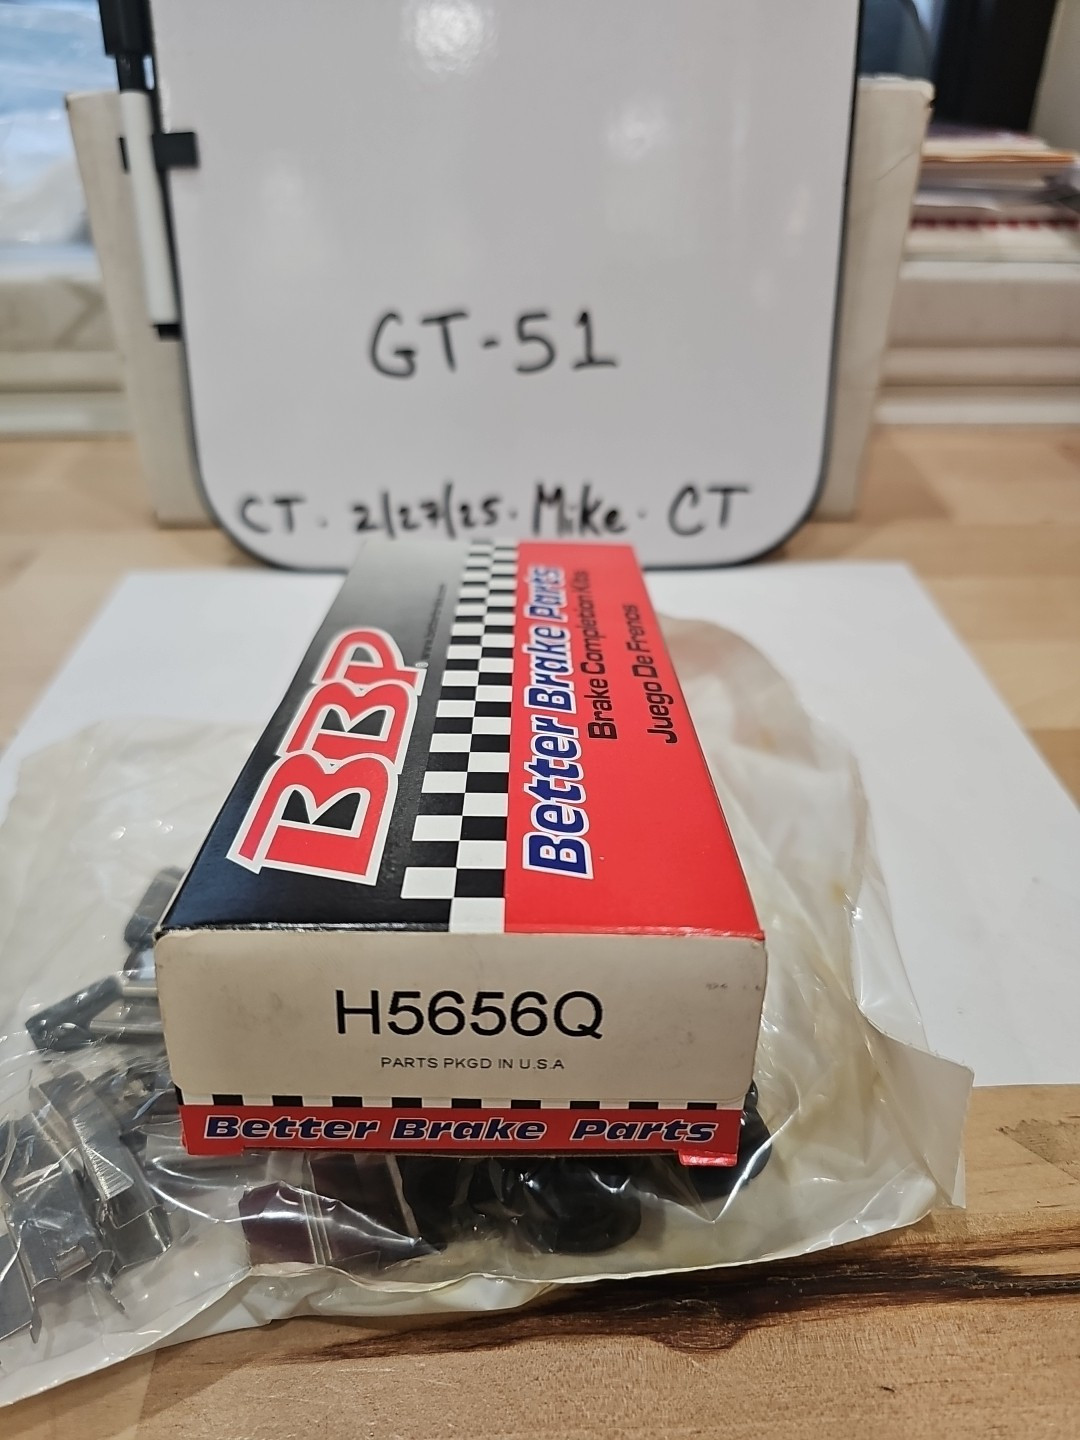 GT-51
CT. 2/27/25. Mike. CT
BBP
Better Brake Parts
Brake Completion Kits
Juego De Frenos
H5656Q
PARTS PKGD IN U.S.A
Better Brake Parts